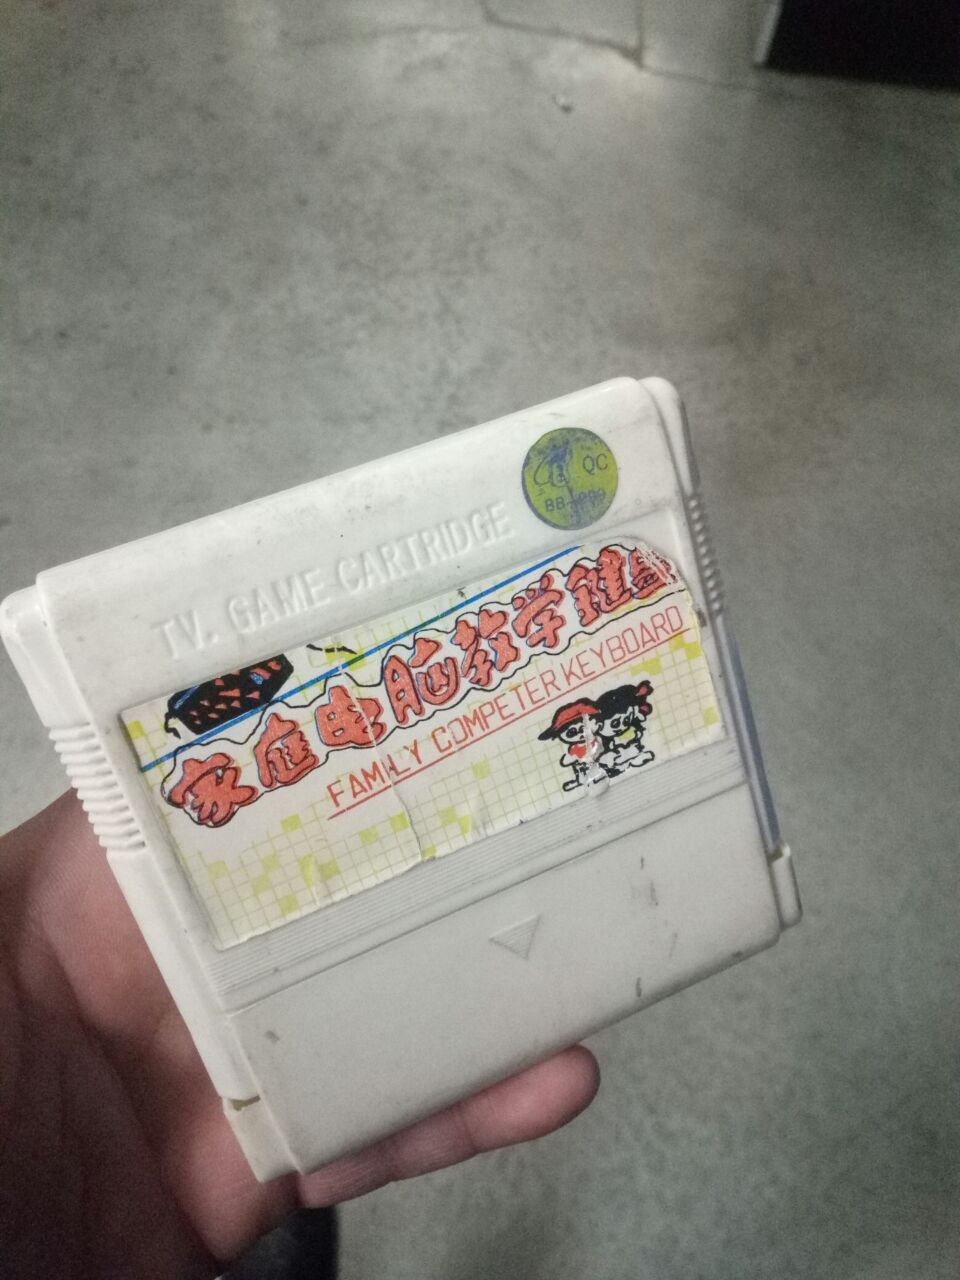 QC
TV. GAME CARTRIDGE
家庭电脑教学键盘
FAMILY COMPETER KEYBOARD